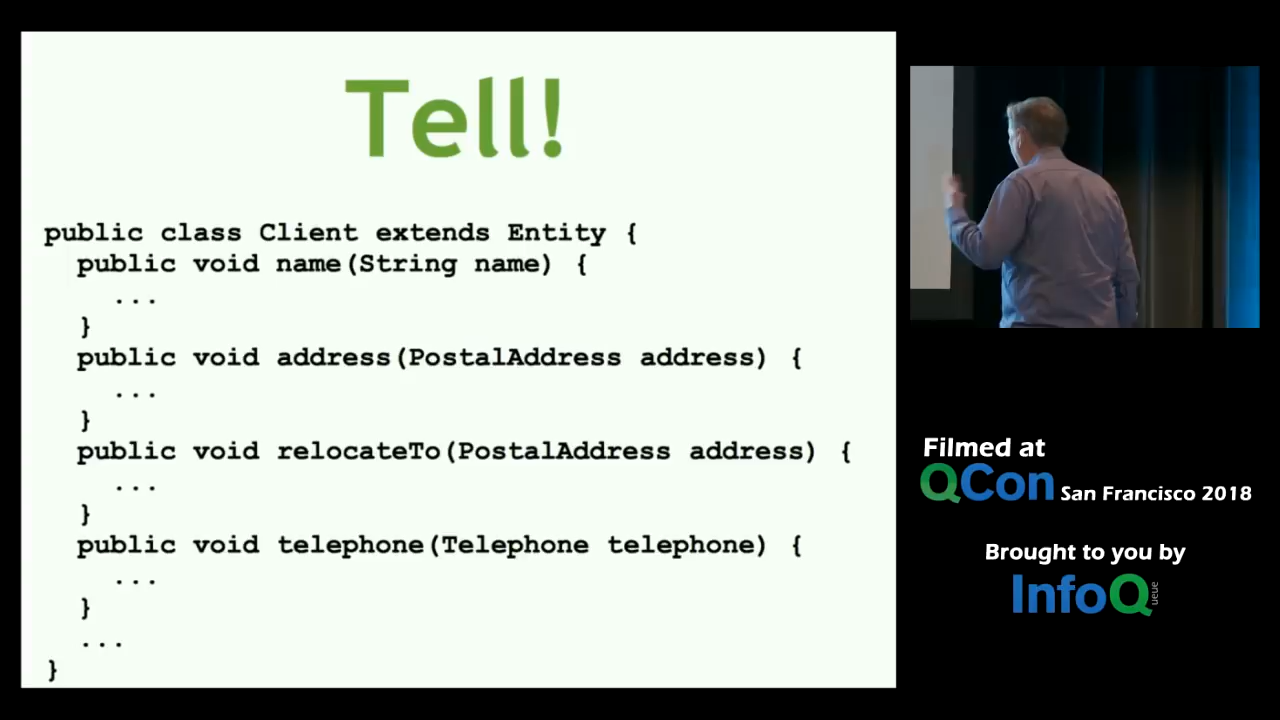 Tell!
public class Client extends Entity {
public void name(String name) {
...
}
public void address(PostalAddress address) {
...
}
public void relocateTo(PostalAddress address) {
...
}
public void telephone(Telephone telephone) {
...
}
...
}
Filmed at
QCon San Francisco 2018
Brought to you by
InfoQueue